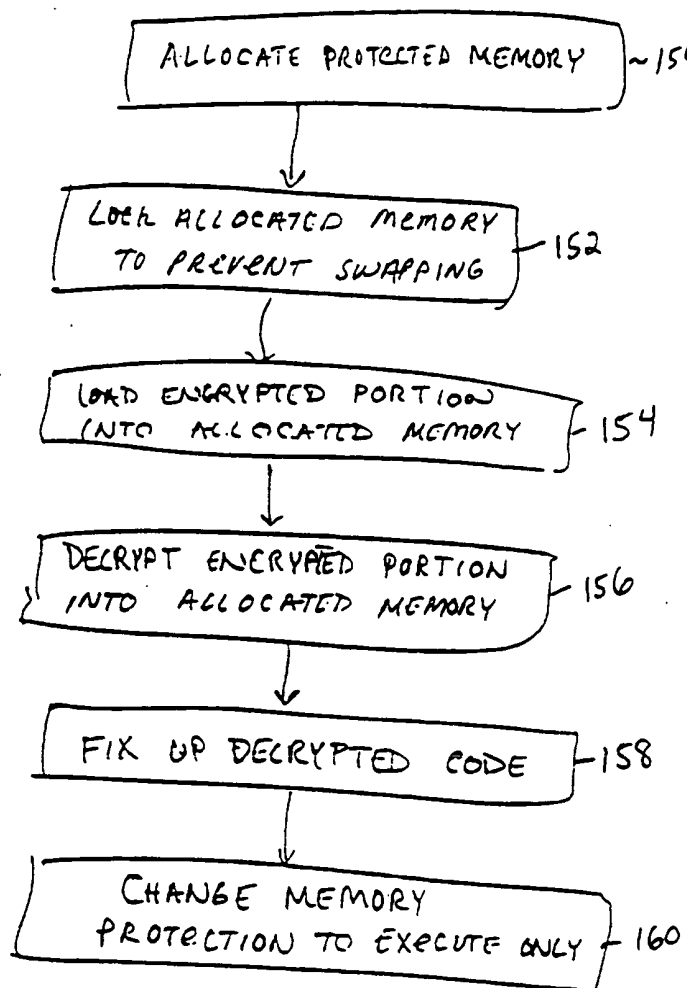 ALLOCATE PROTECTED MEMORY
LOCK ALLOCATED MEMORY 152
TO PREVENT SWAPPING
LOAD ENCRYPTED PORTION
INTO ALLOCATED MEMORY 154
DECRYPT ENCRYPTED PORTION
INTO ALLOCATED MEMORY 156
FIX UP DECRYPTED CODE 158
CHANGE MEMORY
PROTECTION TO EXECUTE ONLY 160